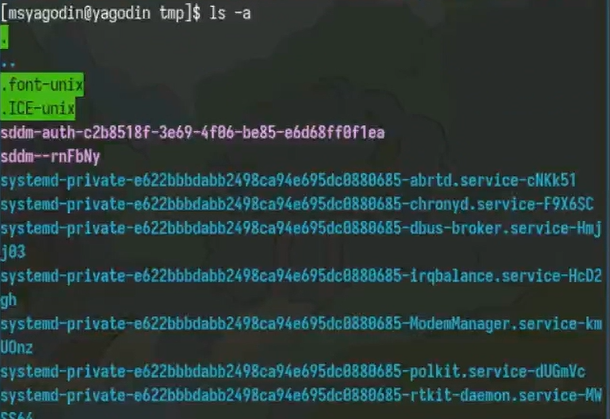 [msyagodin@yagodin tmp]$ ls -a
.
..
.font-unix
.ICE-unix
sddm-auth-c2b8518f-3e69-4f06-be85-e6d68ff0f1ea
sddm--rnFbNy
systemd-private-e622bbbdabb2498ca94e695dc0880685-abrtd.service-cNKk51
systemd-private-e622bbbdabb2498ca94e695dc0880685-chronyd.service-F9X6SC
systemd-private-e622bbbdabb2498ca94e695dc0880685-dbus-broker.service-Hmj
j03
systemd-private-e622bbbdabb2498ca94e695dc0880685-irqbalance.service-HcD2
gh
systemd-private-e622bbbdabb2498ca94e695dc0880685-ModemManager.service-km
UOnz
systemd-private-e622bbbdabb2498ca94e695dc0880685-polkit.service-dUGmVc
systemd-private-e622bbbdabb2498ca94e695dc0880685-rtkit-daemon.service-MW